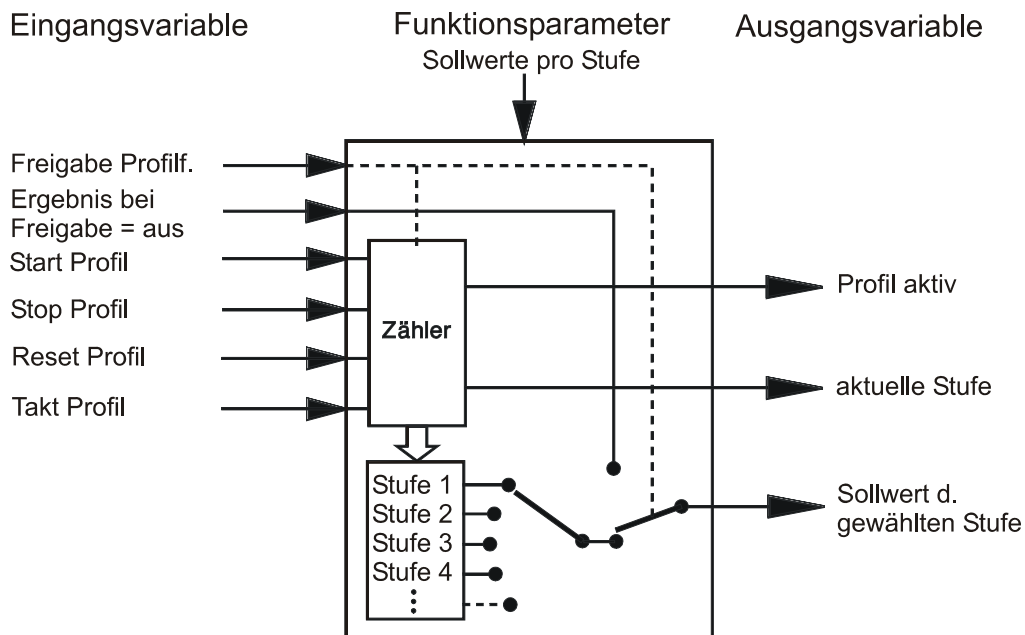 Eingangsvariable
Funktionsparameter
Ausgangsvariable
Sollwerte pro Stufe
Freigabe Profilf.
Ergebnis bei
Freigabe = aus
Start Profil
Stop Profil
Reset Profil
Takt Profil
Zähler
Profil aktiv
aktuelle Stufe
Stufe 1
Stufe 2
Stufe 3
Stufe 4
Sollwert d.
gewählten Stufe